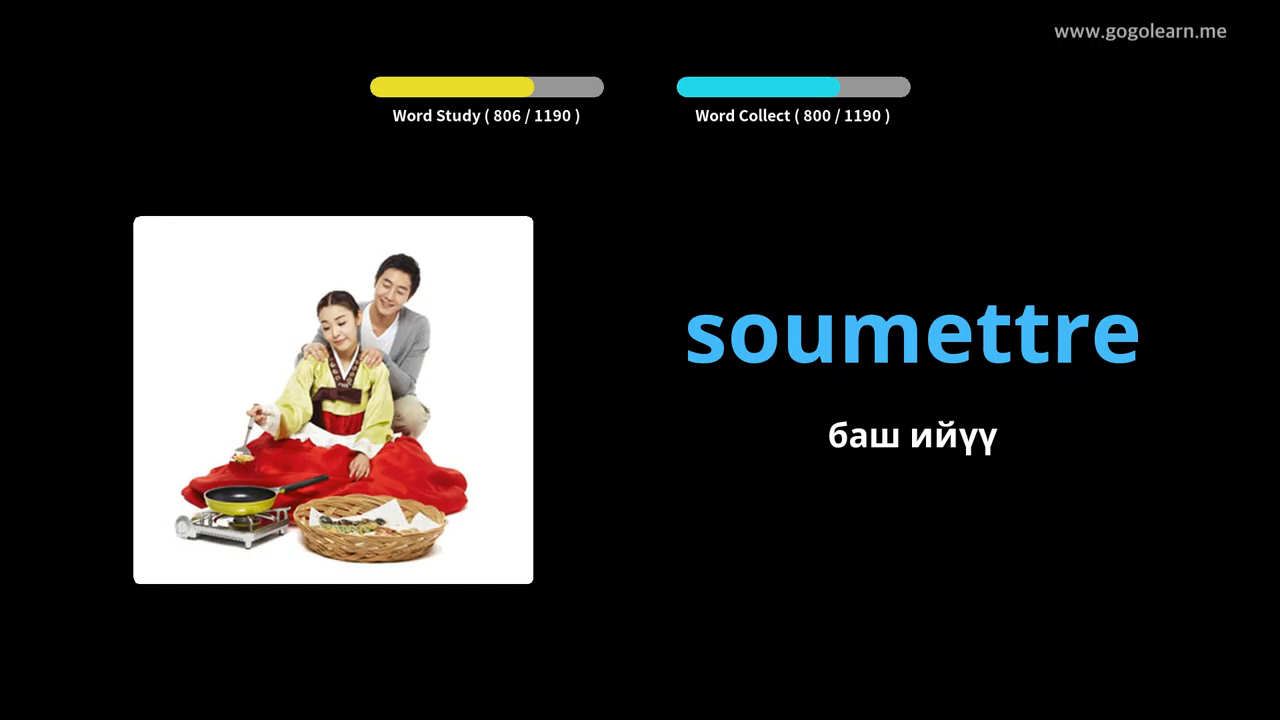 www.gogolearn.me
Word Study ( 806 / 1190 )
Word Collect ( 800 / 1190 )
soumettre
баш ийүү